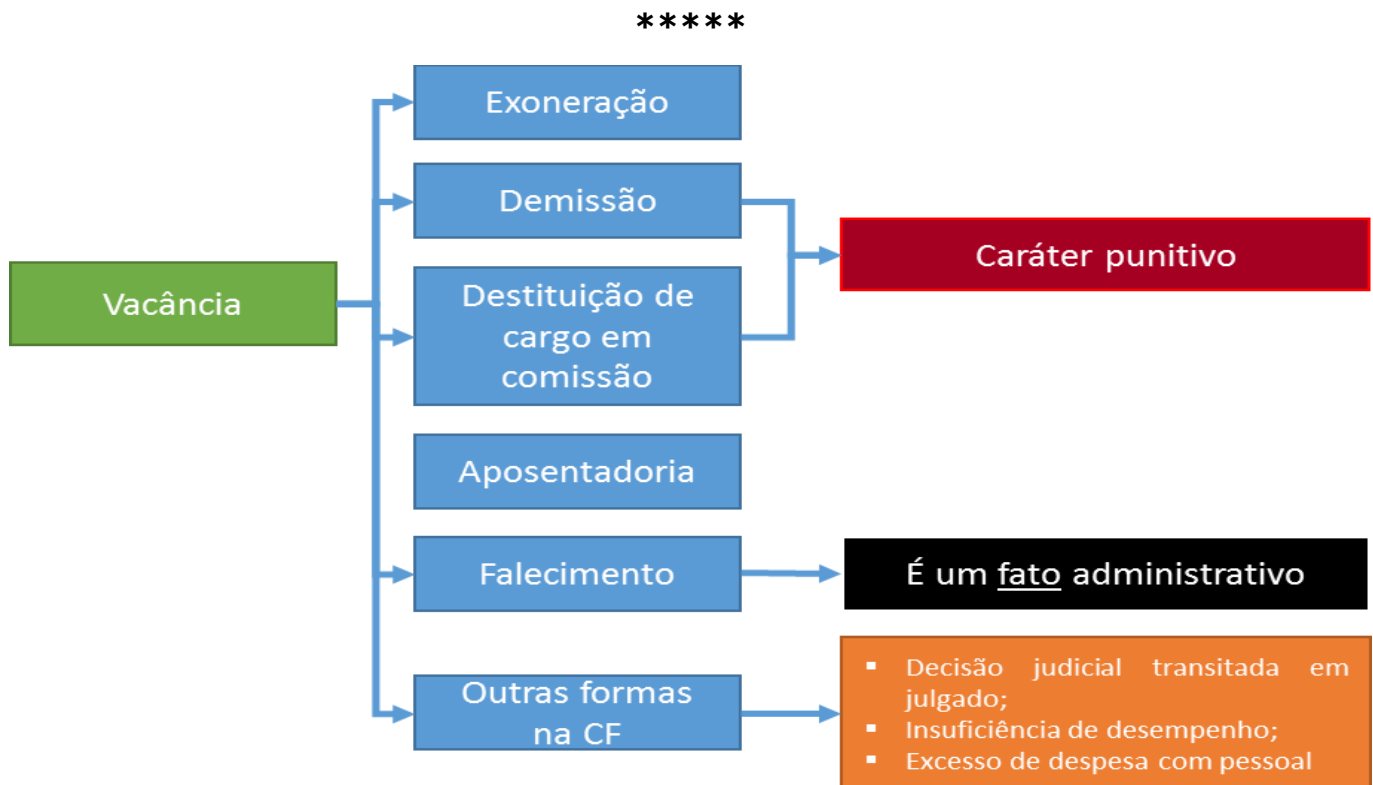 *****
Exoneração
Demissão
Caráter punitivo
Vacância
Destituição de
cargo em
comissão
Aposentadoria
Falecimento
É um fato administrativo
Outras formas
na CF
▪ Decisão judicial transitada em
julgado;
▪ Insuficiência de desempenho;
▪ Excesso de despesa com pessoal